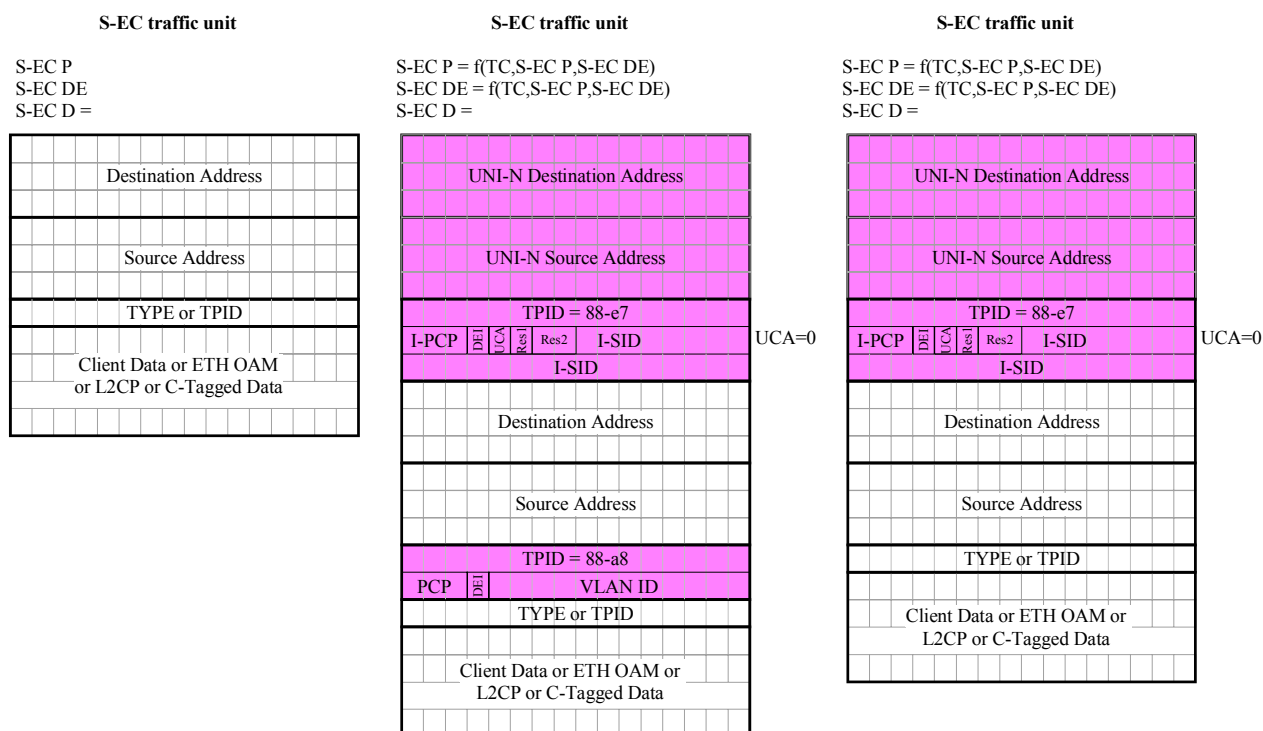 S-EC traffic unit
S-EC P
S-EC DE
S-EC D =
Destination Address
Source Address
TYPE or TPID
Client Data or ETH OAM
or L2CP or C-Tagged Data
S-EC traffic unit
S-EC P = f(TC,S-EC P,S-EC DE)
S-EC DE = f(TC,S-EC P,S-EC DE)
S-EC D =
UNI-N Destination Address
UNI-N Source Address
TPID = 88-e7
I-PCP DEI UCA Res1 Res2 I-SID UCA=0
I-SID
Destination Address
Source Address
TPID = 88-a8
PCP DEI VLAN ID
TYPE or TPID
Client Data or ETH OAM or
L2CP or C-Tagged Data
S-EC traffic unit
S-EC P = f(TC,S-EC P,S-EC DE)
S-EC DE = f(TC,S-EC P,S-EC DE)
S-EC D =
UNI-N Destination Address
UNI-N Source Address
TPID = 88-e7
I-PCP DEI UCA Res1 Res2 I-SID UCA=0
I-SID
Destination Address
Source Address
TYPE or TPID
Client Data or ETH OAM or
L2CP or C-Tagged Data